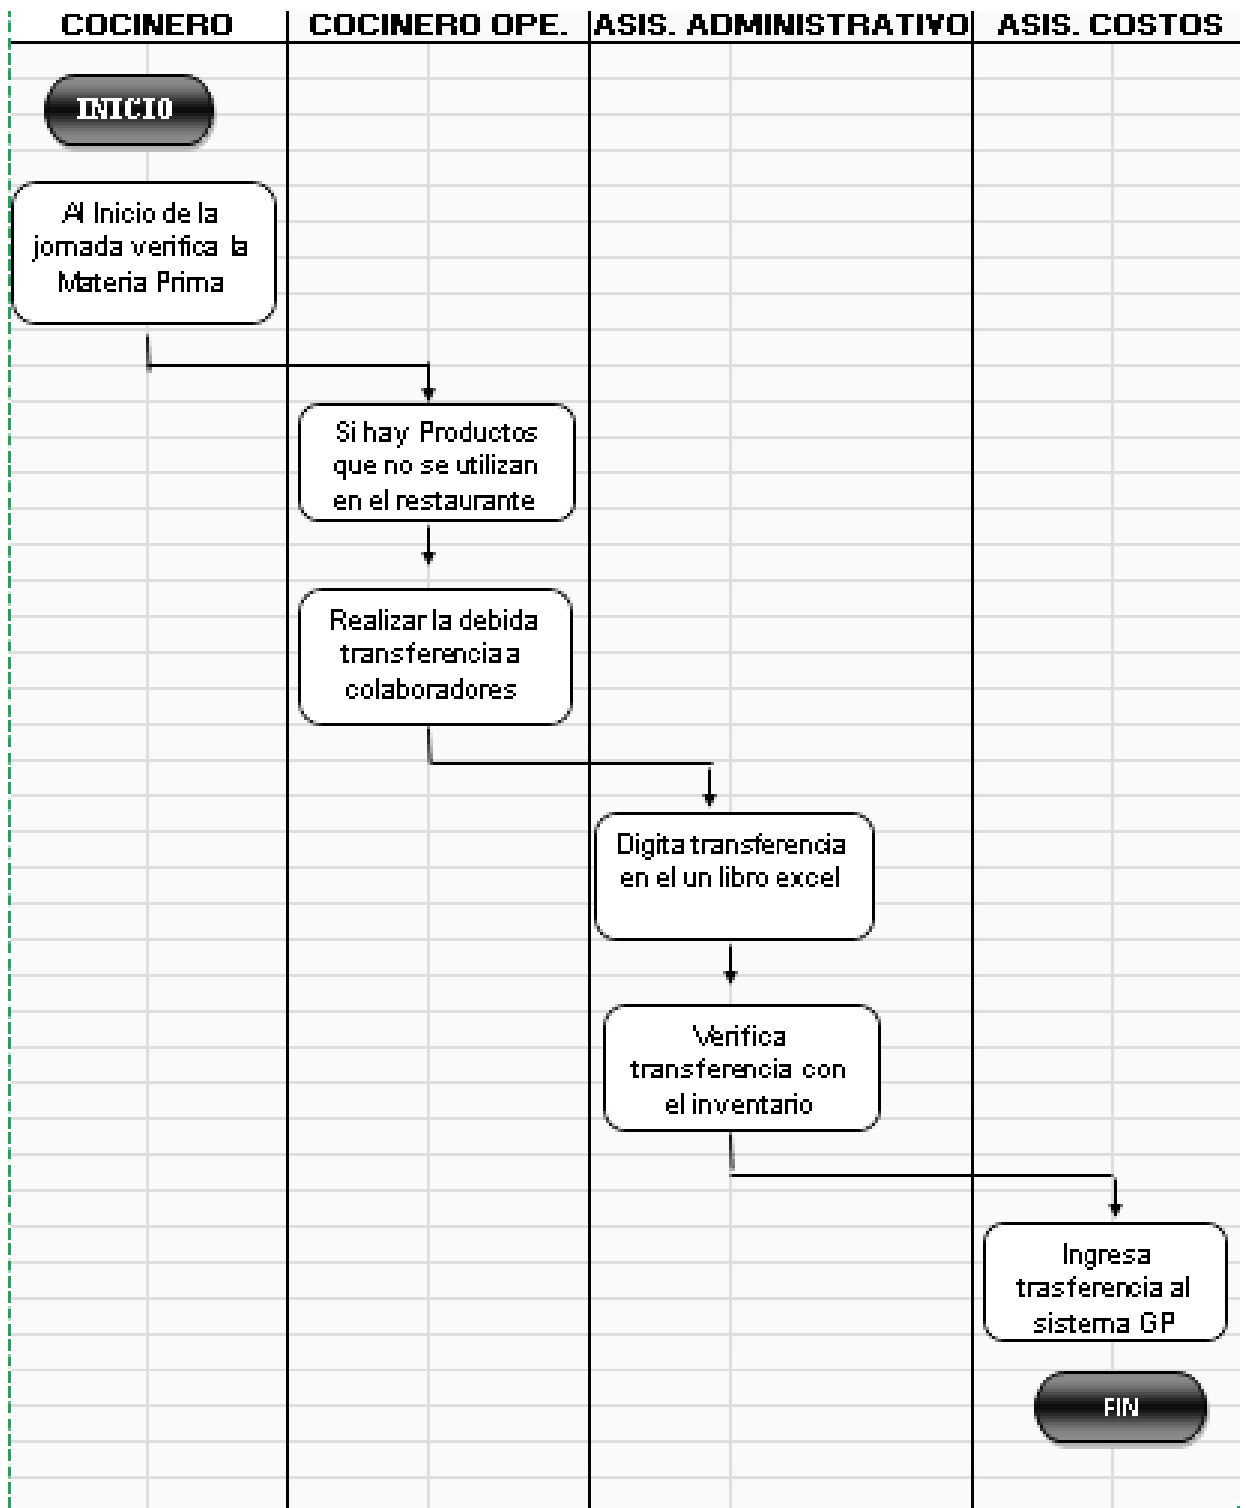 COCINERO
COCINERO OPE.
ASIS. ADMINISTRATIVO
ASIS. COSTOS
INICIO
Al Inicio de la
jornada verifica la
Materia Prima
Si hay Productos
que no se utilizan
en el restaurante
Realizar la debida
transferencia a
colaboradores
Digita transferencia
en el un libro excel
Verifica
transferencia con
el inventario
Ingresa
trasferencia al
sistema GP
FIN